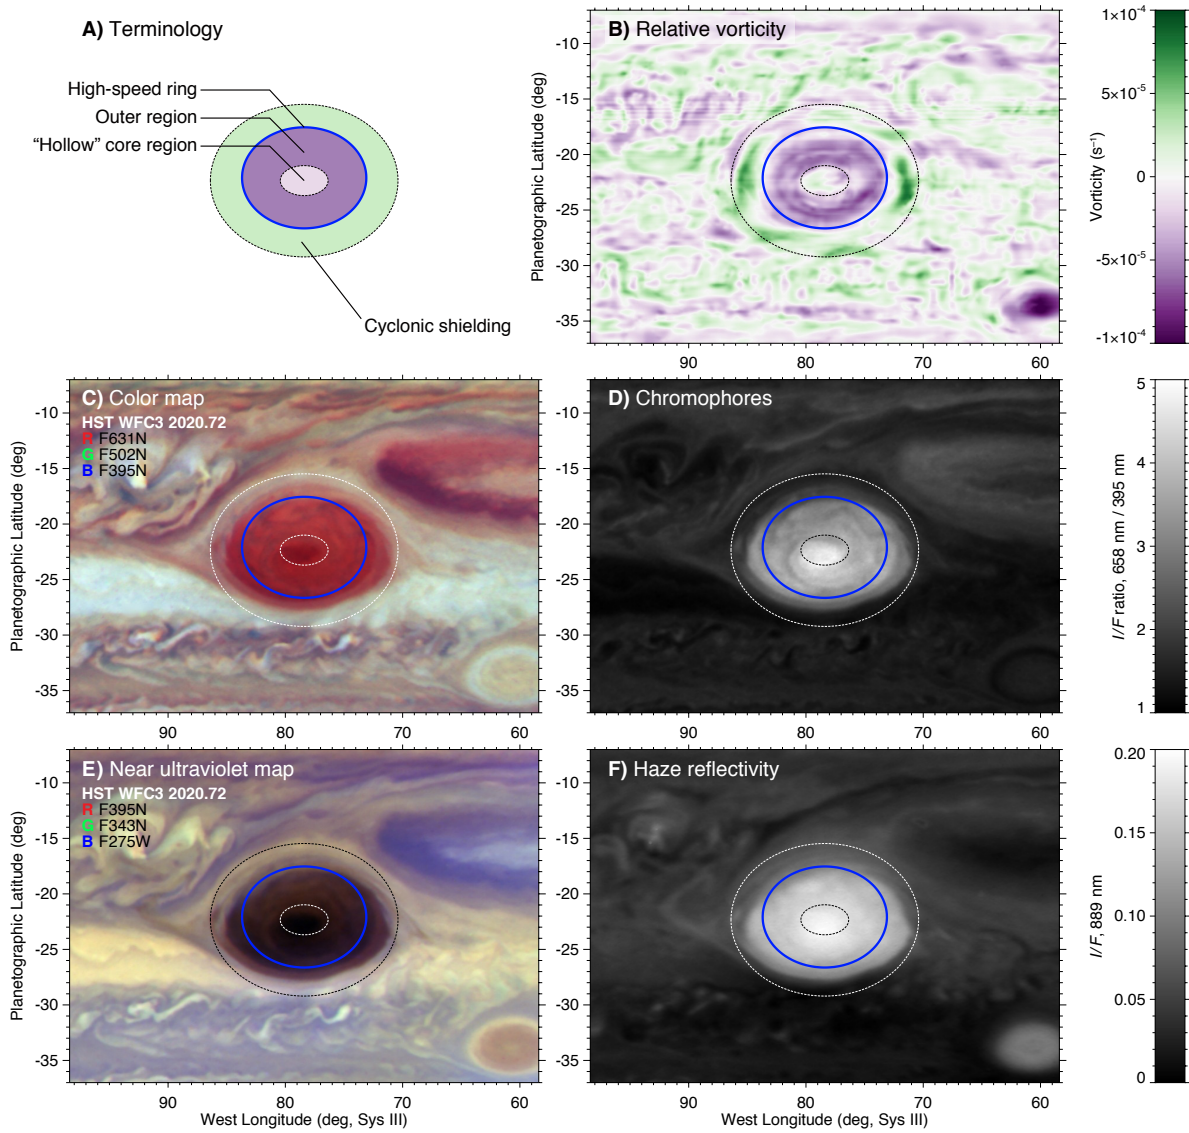 A) Terminology
High-speed ring
Outer region
“Hollow” core region
Cyclonic shielding
B) Relative vorticity
Planetographic Latitude (deg)
-10
-15
-20
-25
-30
-35
90
80
70
60
1×10⁻⁴
5×10⁻⁵
0
-5×10⁻⁵
-1×10⁻⁴
Vorticity (s⁻¹)
C) Color map
HST WFC3 2020.72
R F631N
G F502N
B F395N
Planetographic Latitude (deg)
-10
-15
-20
-25
-30
-35
90
80
70
60
D) Chromophores
-10
-15
-20
-25
-30
-35
90
80
70
60
5
4
3
2
1
I/F ratio, 658 nm / 395 nm
E) Near ultraviolet map
HST WFC3 2020.72
R F395N
G F343N
B F275W
Planetographic Latitude (deg)
-10
-15
-20
-25
-30
-35
90
80
70
60
West Longitude (deg, Sys III)
F) Haze reflectivity
-10
-15
-20
-25
-30
-35
90
80
70
60
West Longitude (deg, Sys III)
0.20
0.15
0.10
0.05
0
I/F, 889 nm